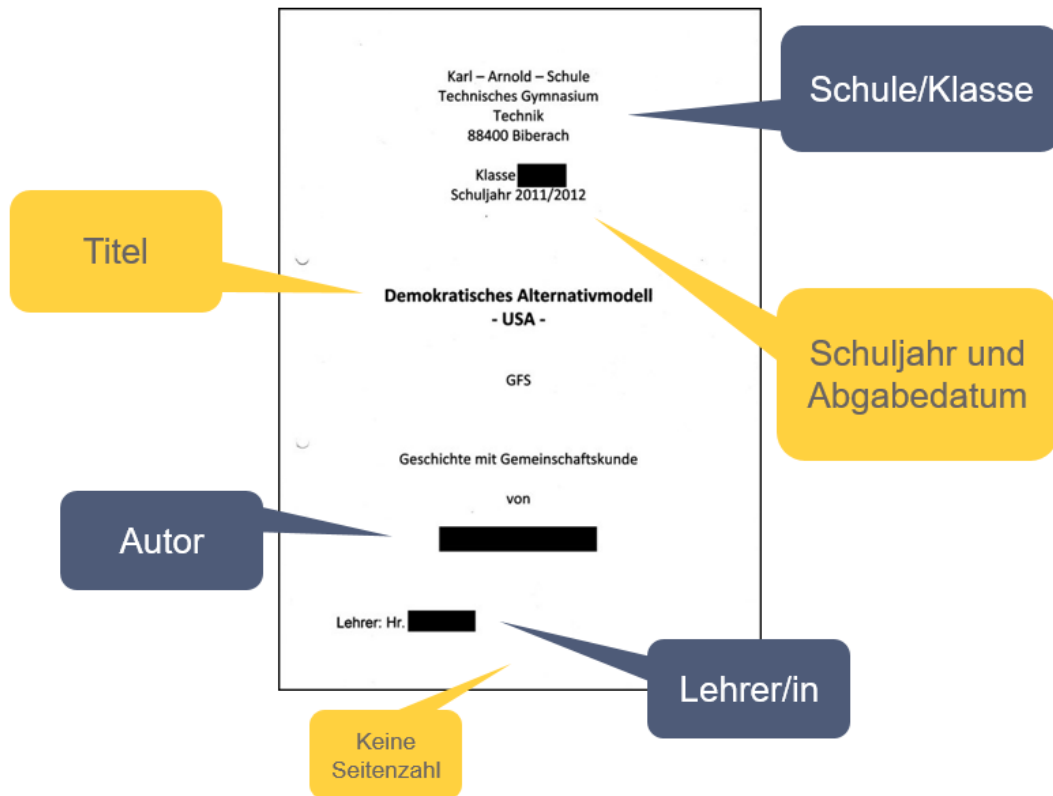 Karl – Arnold – Schule
Technisches Gymnasium
Technik
88400 Biberach
Klasse
Schuljahr 2011/2012
Schule/Klasse
Titel
Demokratisches Alternativmodell
- USA -
Schuljahr und
Abgabedatum
GFS
Geschichte mit Gemeinschaftskunde
von
Autor
Lehrer: Hr.
Lehrer/in
Keine
Seitenzahl